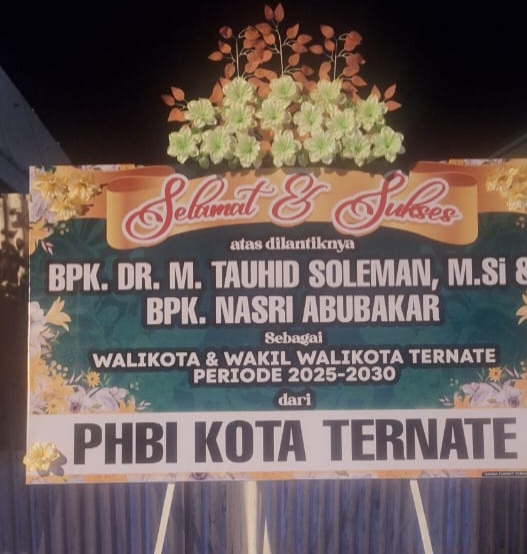 Selamat & Sukses
atas dilantiknya
BPK. DR. M. TAUHID SOLEMAN, M.Si &
BPK. NASRI ABUBAKAR
Sebagai
WALIKOTA & WAKIL WALIKOTA TERNATE
PERIODE 2025-2030
dari
PHBI KOTA TERNATE